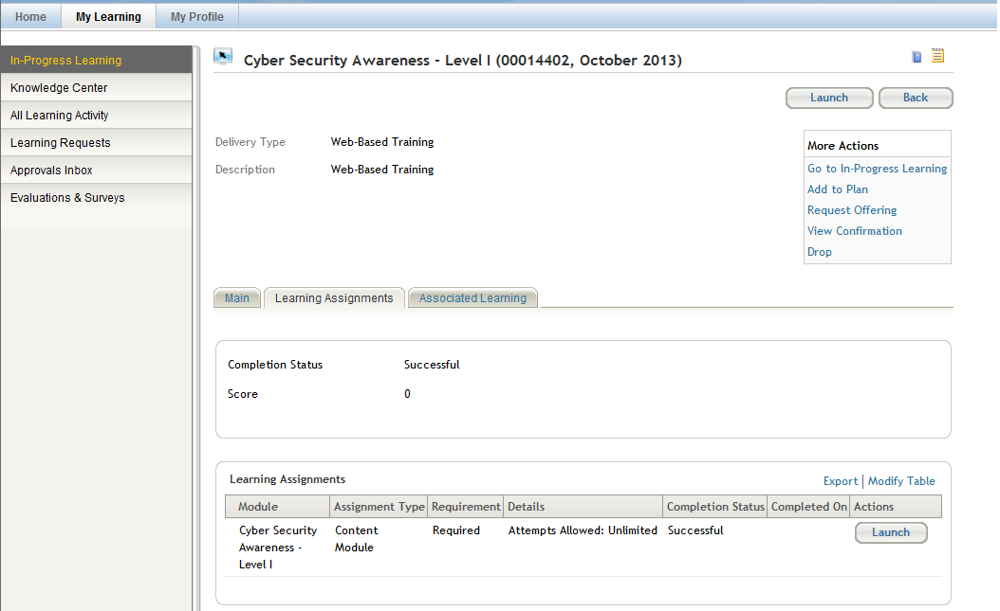 Home My Learning My Profile
In-Progress Learning
Knowledge Center
All Learning Activity
Learning Requests
Approvals Inbox
Evaluations & Surveys
Cyber Security Awareness - Level I (00014402, October 2013)
Launch Back
Delivery Type Web-Based Training
Description Web-Based Training
More Actions
Go to In-Progress Learning
Add to Plan
Request Offering
View Confirmation
Drop
Main Learning Assignments Associated Learning
Completion Status Successful
Score 0
Learning Assignments Export | Modify Table
Module Assignment Type Requirement Details Completion Status Completed On Actions
Cyber Security Content Required Attempts Allowed: Unlimited Successful Launch
Awareness - Module
Level I